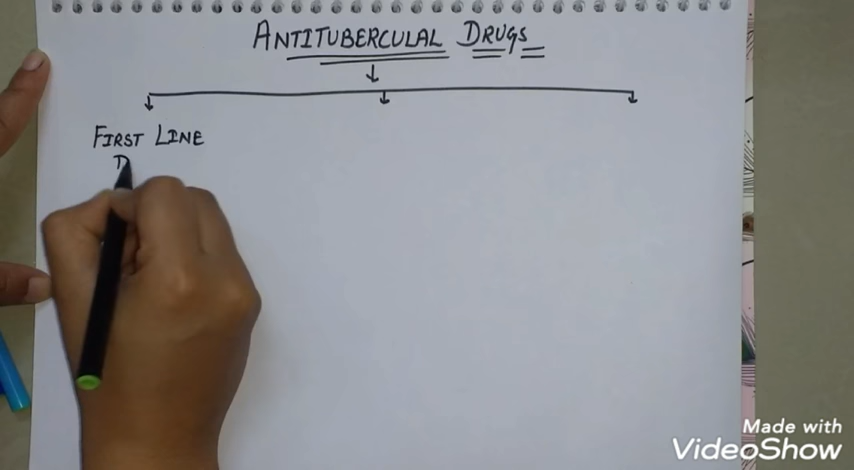 ANTITUBERCULAL DRUGS
FIRST LINE
D
Made with
VideoShow